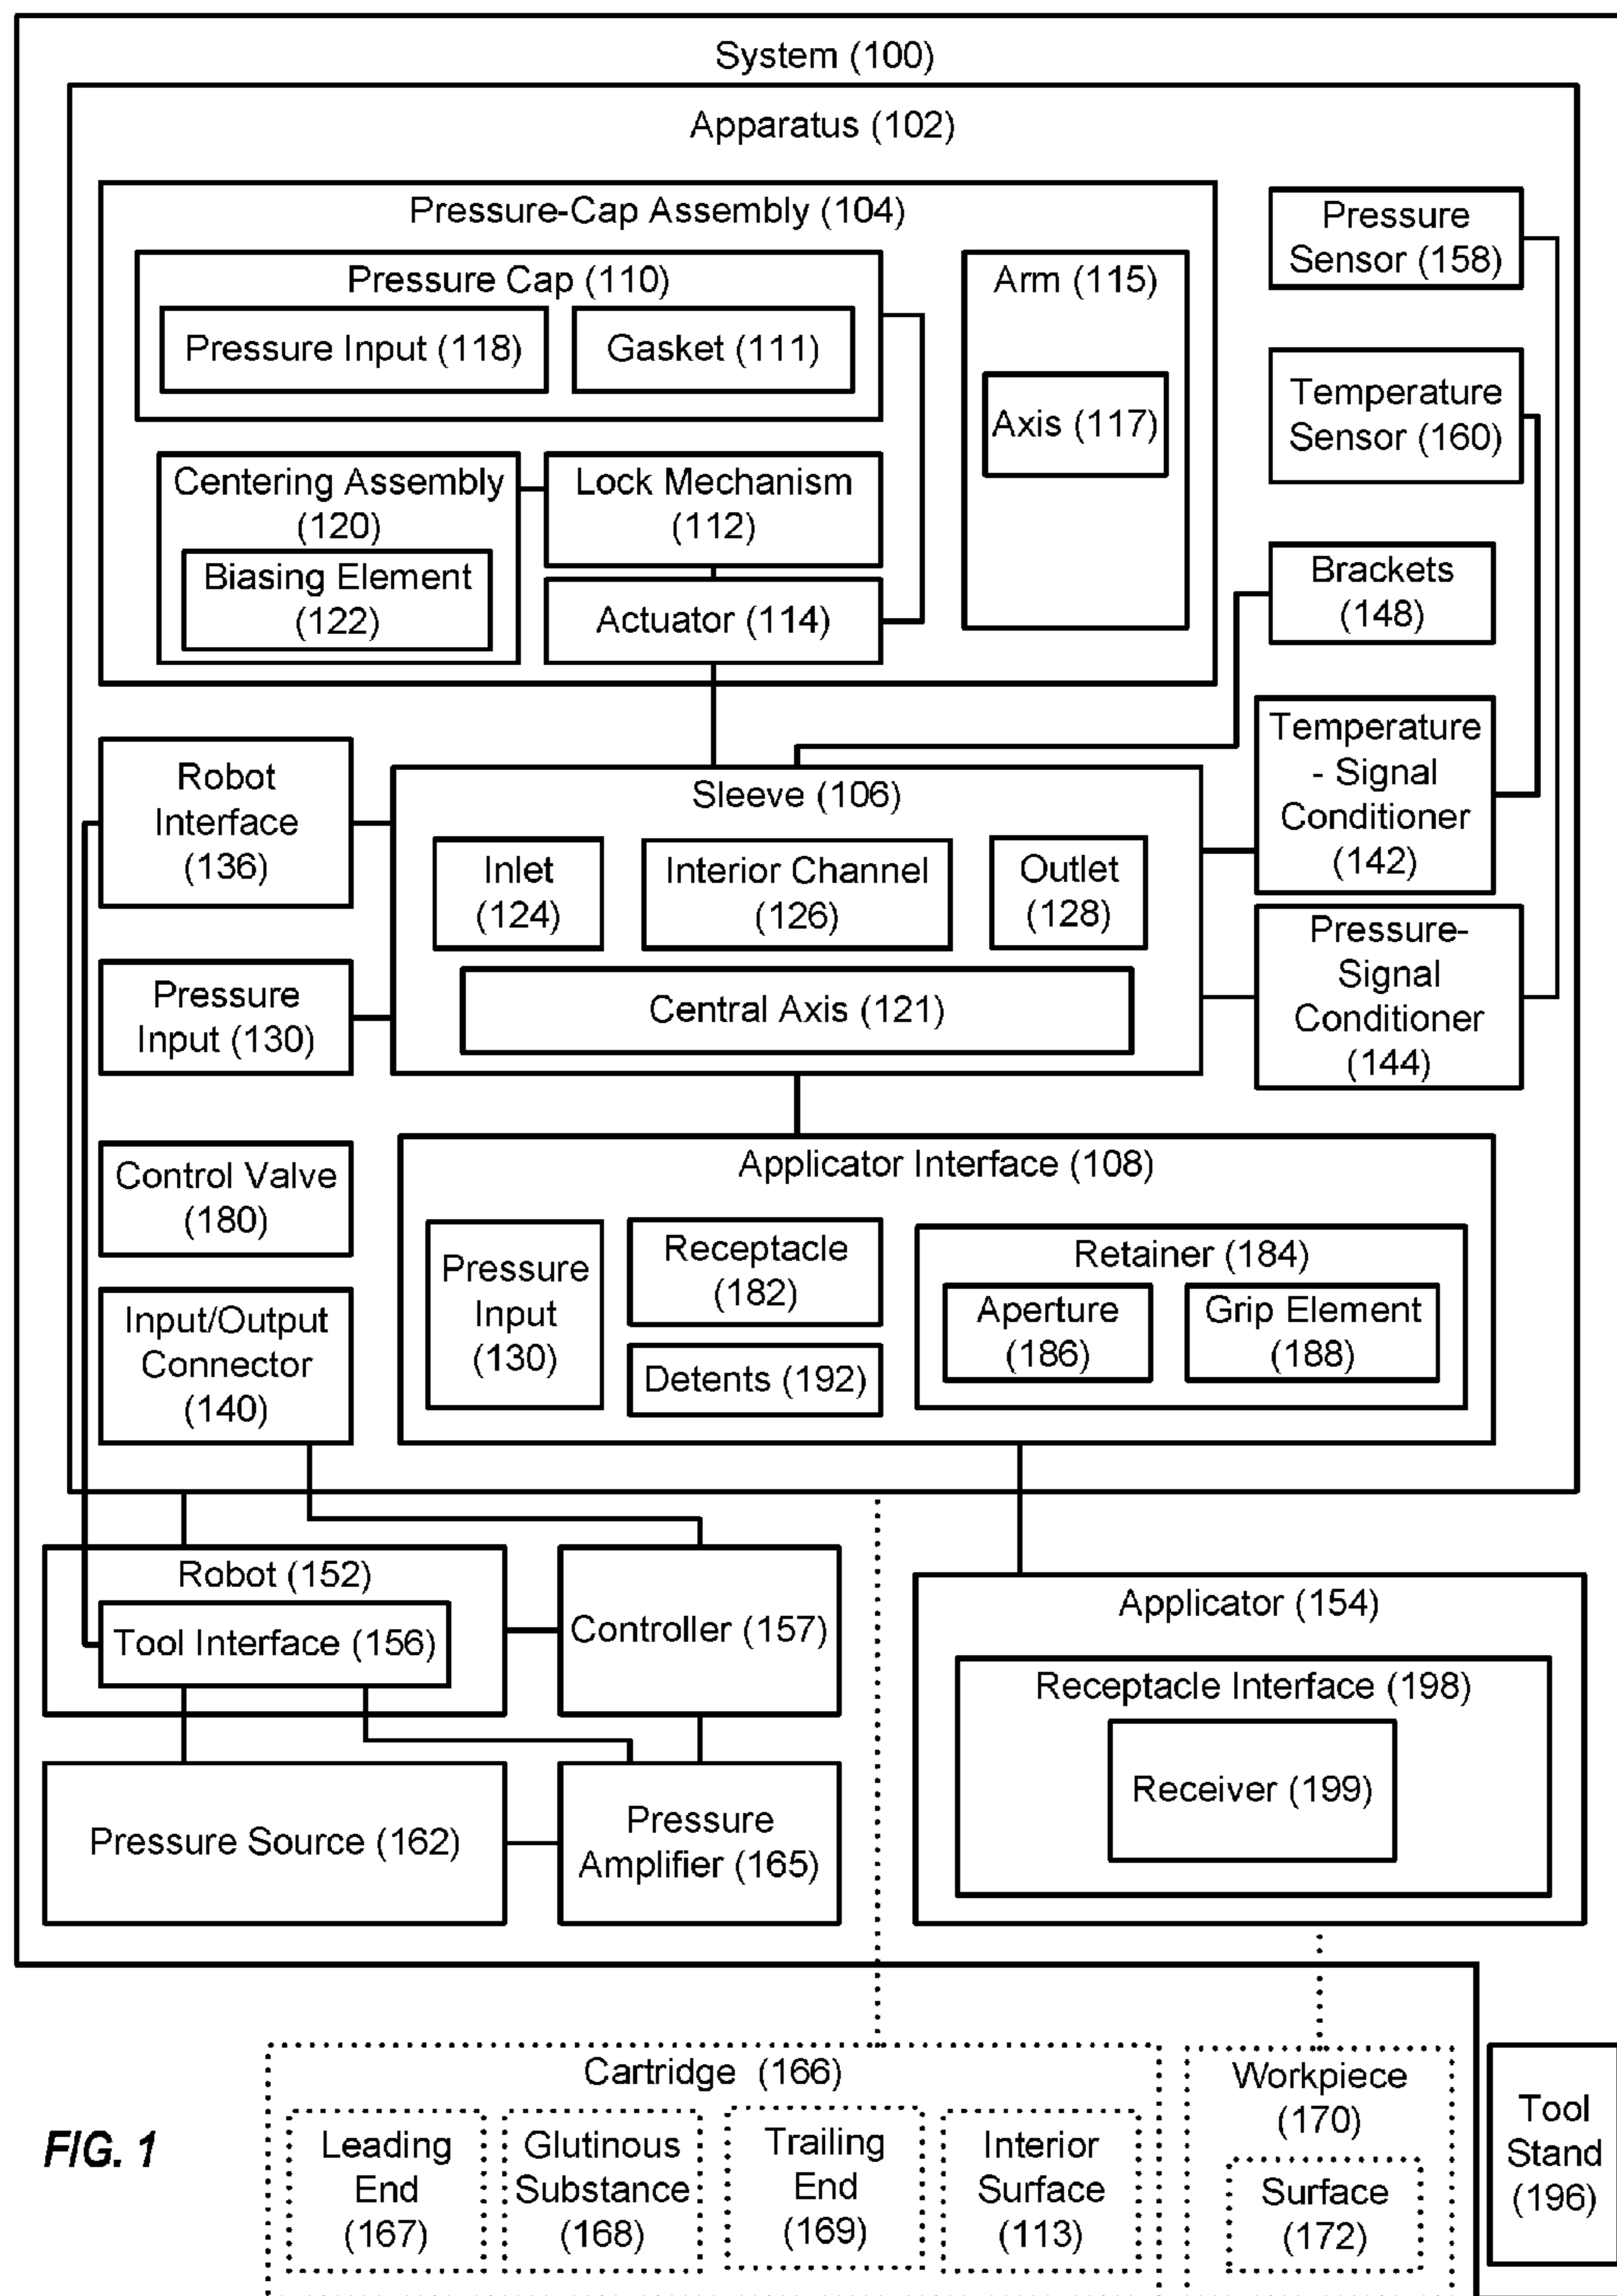 System (100)
Apparatus (102)
Pressure-Cap Assembly (104)
Pressure Cap (110)
Pressure Input (118)
Gasket (111)
Arm (115)
Axis (117)
Centering Assembly
(120)
Biasing Element
(122)
Lock Mechanism
(112)
Actuator (114)
Pressure
Sensor (158)
Temperature
Sensor (160)
Brackets
(148)
Temperature
- Signal
Conditioner
(142)
Pressure-
Signal
Conditioner
(144)
Robot
Interface
(136)
Pressure
Input (130)
Sleeve (106)
Inlet
(124)
Interior Channel
(126)
Outlet
(128)
Central Axis (121)
Control Valve
(180)
Input/Output
Connector
(140)
Applicator Interface (108)
Pressure
Input
(130)
Receptacle
(182)
Detents (192)
Retainer (184)
Aperture
(186)
Grip Element
(188)
Robot (152)
Tool Interface (156)
Controller (157)
Pressure Source (162)
Pressure
Amplifier (165)
Applicator (154)
Receptacle Interface (198)
Receiver (199)
Cartridge (166)
Leading
End
(167)
Glutinous
Substance
(168)
Trailing
End
(169)
Interior
Surface
(113)
Workpiece
(170)
Surface
(172)
Tool
Stand
(196)
FIG. 1